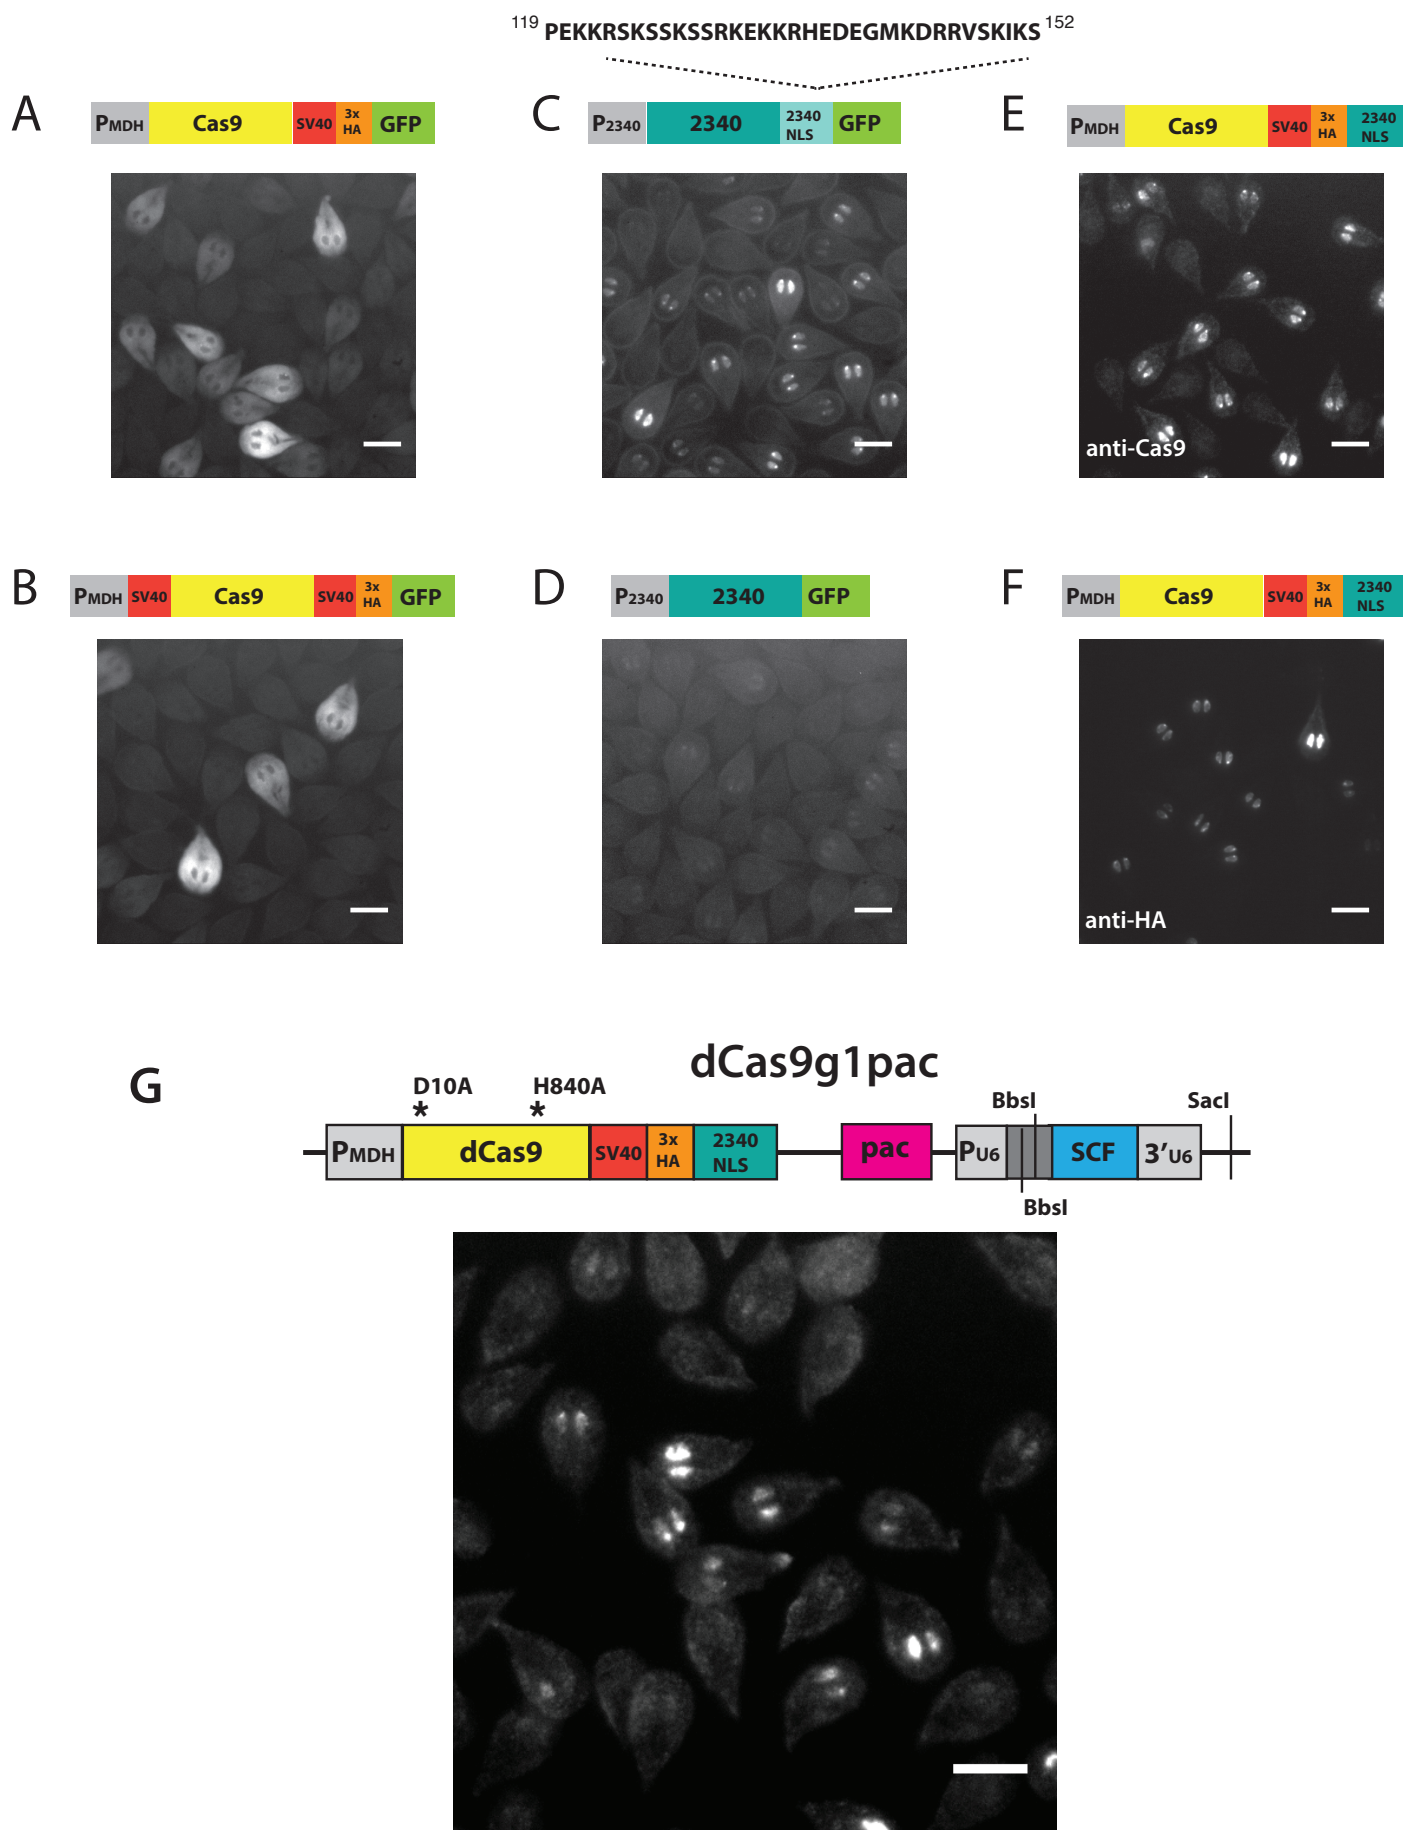 119 PEKKRSKSSKSSRKEKKRHEDEGMKDRRVSKIKS 152
A
PMDH Cas9 SV40 3x HA GFP
C
P2340 2340 2340 NLS GFP
E
PMDH Cas9 SV40 3x HA 2340 NLS
anti-Cas9
B
PMDH SV40 Cas9 SV40 3x HA GFP
D
P2340 2340 GFP
F
PMDH Cas9 SV40 3x HA 2340 NLS
anti-HA
dCas9g1pac
G
D10A H840A
* *
BbsI SacI
PMDH dCas9 SV40 3x HA 2340 NLS pac PU6 SCF 3’U6
BbsI